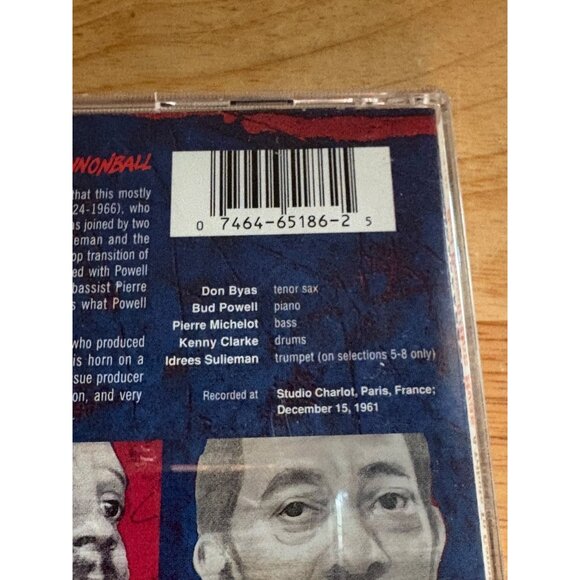 NNONBALL
that this mostly
24-1966), who
s joined by two
eman and the
op transition of
ed with Powell
bassist Pierre
s what Powell
who produced
is horn on a
sue producer
on, and very
0 7464-65186-2 5
Don Byas tenor sax
Bud Powell piano
Pierre Michelot bass
Kenny Clarke drums
Idrees Sulieman trumpet (on selections 5-8 only)
Recorded at Studio Charlot, Paris, France;
December 15, 1961